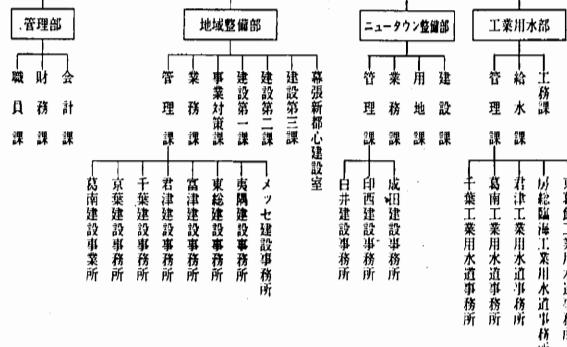 管理部
職員課
財務課
会計課
地域整備部
管理課
業務課
事業対策課
建設第一課
建設第二課
建設第三課
幕張新都心建設室
葛南建設事業所
京葉建設事務所
千葉建設事務所
君津建設事務所
富津建設事務所
東総建設事務所
夷隅建設事務所
メッセ建設事務所
ニュータウン整備部
管理課
業務課
用地課
建設課
白井建設事務所
印西建設事務所
成田建設事務所
工業用水部
管理課
給水課
工務課
千葉工業用水道事務所
葛南工業用水道事務所
君津工業用水道事務所
房総臨海工業用水道事務所